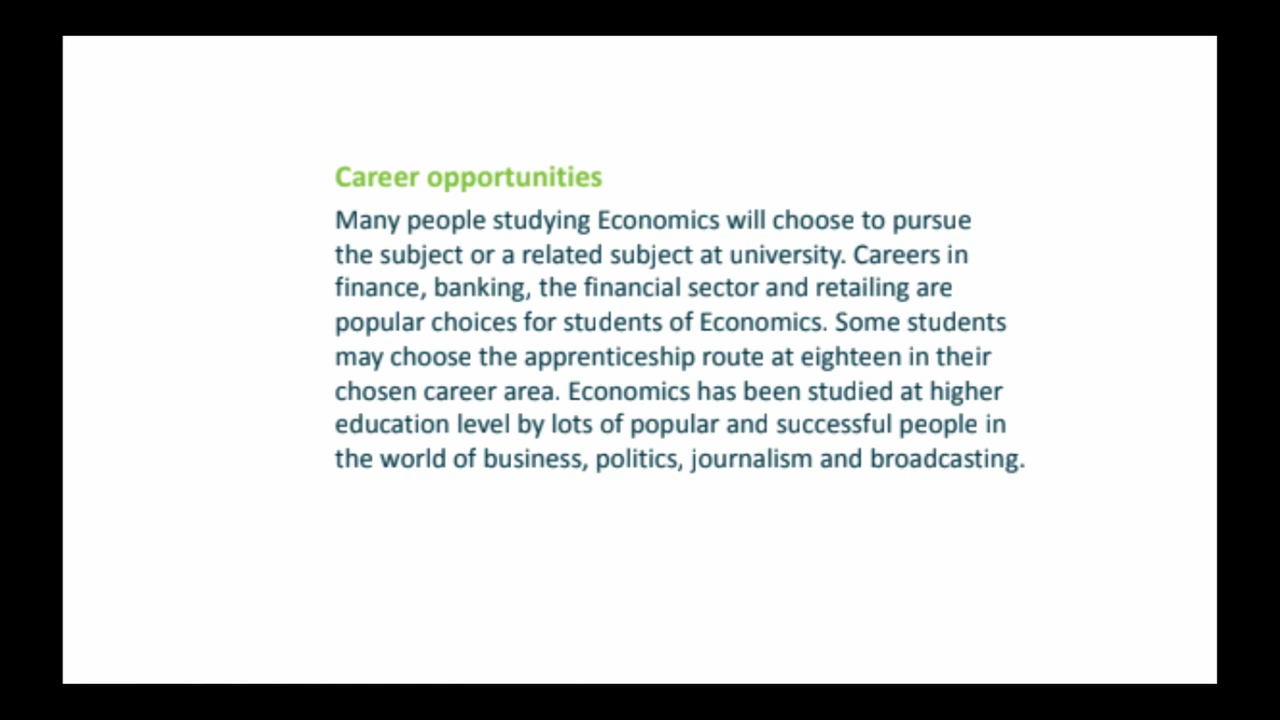 Career opportunities
Many people studying Economics will choose to pursue
the subject or a related subject at university. Careers in
finance, banking, the financial sector and retailing are
popular choices for students of Economics. Some students
may choose the apprenticeship route at eighteen in their
chosen career area. Economics has been studied at higher
education level by lots of popular and successful people in
the world of business, politics, journalism and broadcasting.